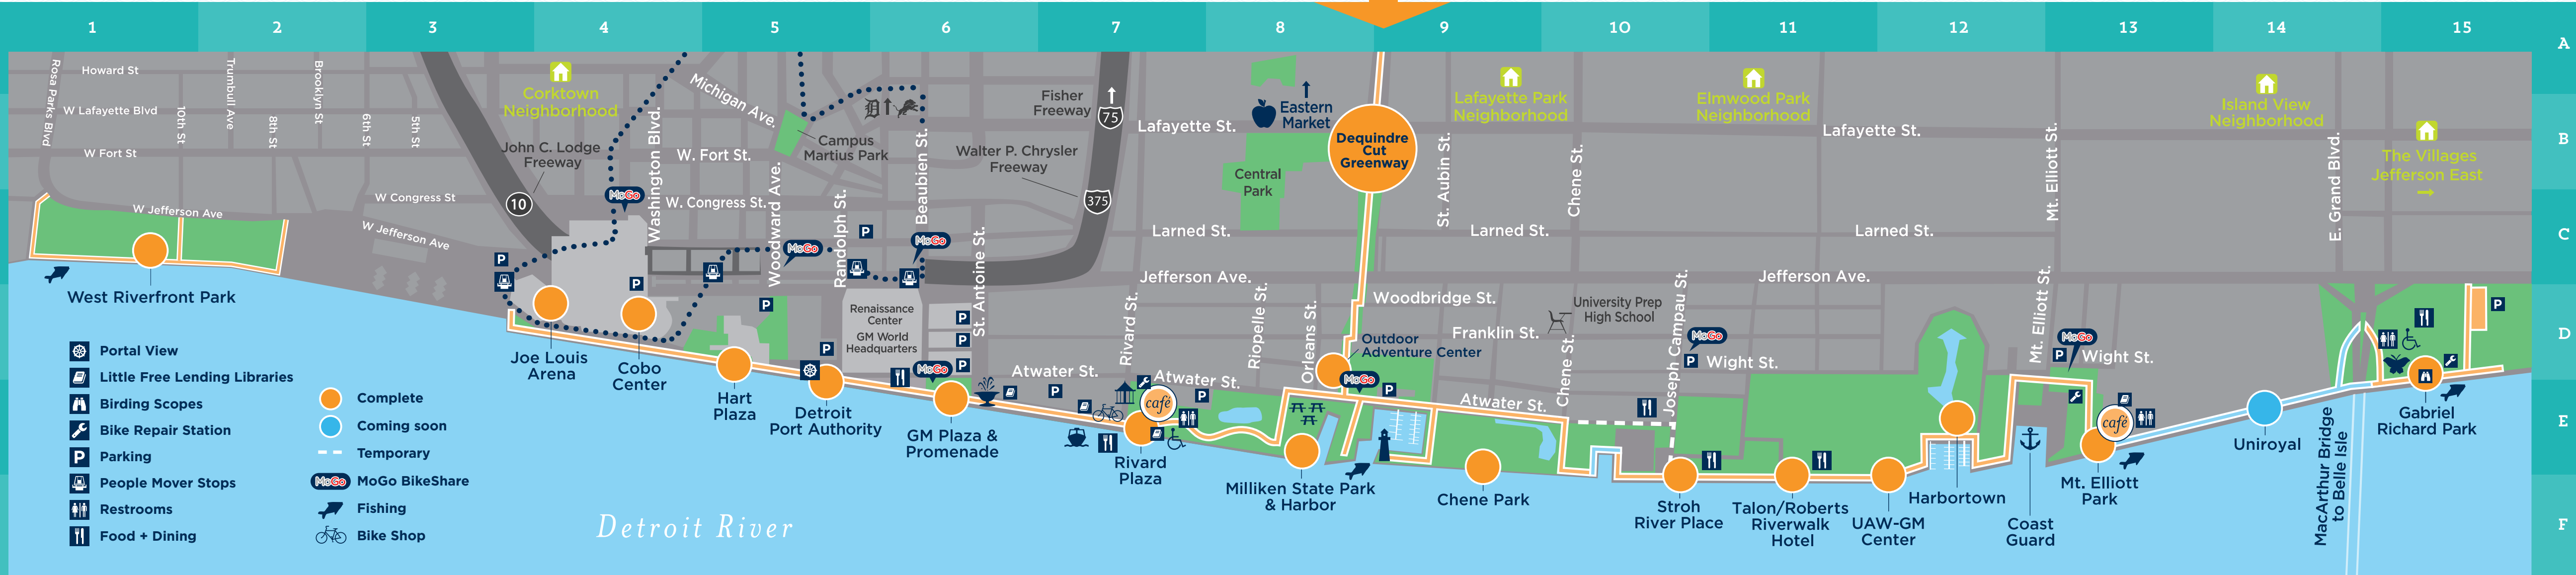 1 2 3 4 5 6 7 8 9 10 11 12 13 14 15
A
B
C
D
E
F
Rosa Parks Blvd
Howard St
W Lafayette Blvd
10th St
W Fort St
Trumbull Ave
8th St
Brooklyn St
6th St
5th St
W Jefferson Ave
W Congress St
W Jefferson Ave
Corktown
Neighborhood
John C. Lodge
Freeway
10
MoGo
Washington Blvd.
Michigan Ave.
W. Fort St.
W. Congress St.
Woodward Ave.
Campus
Martius Park
D
Randolph St.
Beaubien St.
MoGo
MoGo
P
P
P
P
P
St. Antoine St.
Fisher
Freeway
75
Walter P. Chrysler
Freeway
375
Renaissance
Center
GM World
Headquarters
P
P
P
MoGo
Lafayette St.
Larned St.
Jefferson Ave.
Rivard St.
Riopelle St.
Orleans St.
Atwater St.
Atwater St.
P
P
café
Eastern
Market
Central
Park
Dequindre
Cut
Greenway
Lafayette Park
Neighborhood
St. Aubin St.
Chene St.
Larned St.
Woodbridge St.
Franklin St.
Outdoor
Adventure Center
MoGo
P
Atwater St.
University Prep
High School
Chene St.
Joseph Campau St.
MoGo
P
Wight St.
Elmwood Park
Neighborhood
Lafayette St.
Larned St.
Jefferson Ave.
Mt. Elliott St.
Mt. Elliott St.
MoGo
P
Wight St.
café
Island View
Neighborhood
E. Grand Blvd.
The Villages
Jefferson East
P
West Riverfront Park
Joe Louis
Arena
Cobo
Center
Hart
Plaza
Detroit
Port Authority
GM Plaza &
Promenade
Rivard
Plaza
Milliken State Park
& Harbor
Chene Park
Stroh
River Place
Talon/Roberts
Riverwalk
Hotel
UAW-GM
Center
Harbortown
Coast
Guard
Mt. Elliott
Park
Uniroyal
MacArthur Bridge
to Belle Isle
Gabriel
Richard Park
Detroit River
Portal View
Little Free Lending Libraries
Birding Scopes
Bike Repair Station
P Parking
People Mover Stops
Restrooms
Food + Dining
Complete
Coming soon
Temporary
MoGo MoGo BikeShare
Fishing
Bike Shop